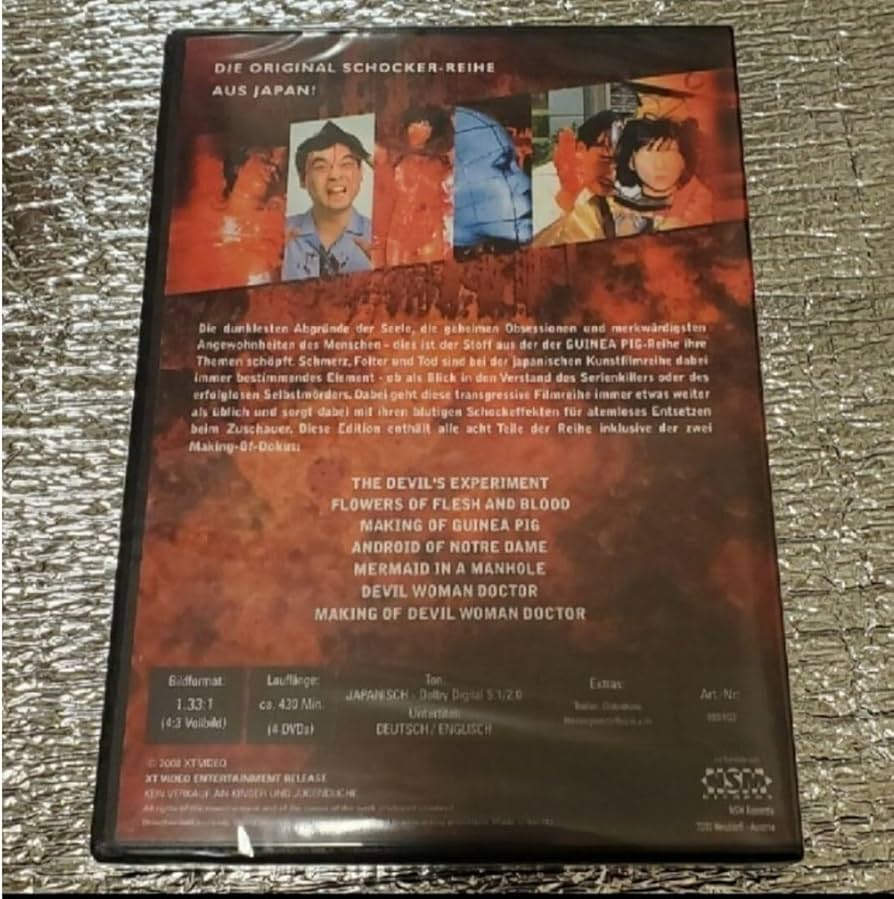 DIE ORIGINAL SCHOCKER-REIHE
AUS JAPAN!
Die dunklesten Abgründe der Seele, die geheimen Obsessionen und merkwürdigsten
Angewohnheiten des Menschen - dies ist der Stoff aus der der GUINEA PIG-Reihe ihre
Themen schöpft. Schmerz, Folter und Tod sind bei der japanischen Kunstfilmreihe dabei
immer bestimmendes Element - ob als Blick in den Verstand des Serienkillers oder des
erfolglosen Selbstmörders. Dabei geht diese transgressive Filmreihe immer etwas weiter
als üblich und sorgt dabei mit ihren blutigen Schockeffekten für atemloses Entsetzen
beim Zuschauer. Diese Edition enthält alle acht Teile der Reihe inklusive der zwei
Making-Of-Dokus:
THE DEVIL'S EXPERIMENT
FLOWERS OF FLESH AND BLOOD
MAKING OF GUINEA PIG
ANDROID OF NOTRE DAME
MERMAID IN A MANHOLE
DEVIL WOMAN DOCTOR
MAKING OF DEVIL WOMAN DOCTOR
Bildformat: Lauflänge: Ton: Extras: Art.-Nr:
1.33:1 ca. 430 Min. JAPANISCH - Dolby Digital 5.1/2.0
(4:3 Vollbild) (4 DVDs) Untertitel:
DEUTSCH / ENGLISCH
© 2008 XT VIDEO
XT VIDEO ENTERTAINMENT RELEASE
KEIN VERKAUF AN KINDER UND JUGENDLICHE
NSM
RECORDS
NSM Records